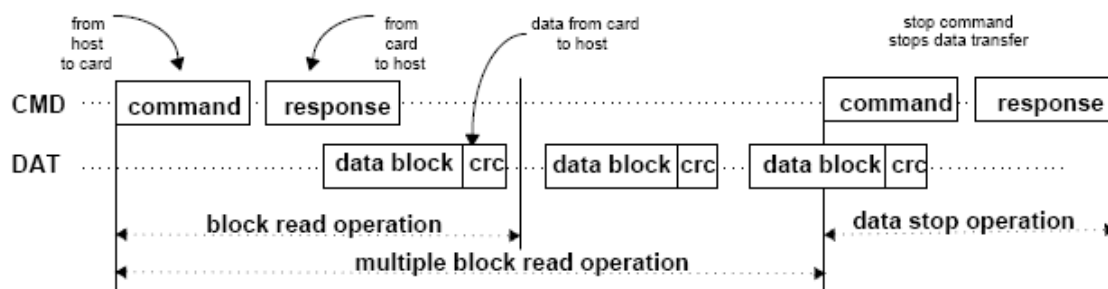 from
host
to card
from
card
to host
data from card
to host
stop command
stops data transfer
CMD
command
response
command
response
DAT
data block
crc
data block
crc
data block
crc
block read operation
data stop operation
multiple block read operation